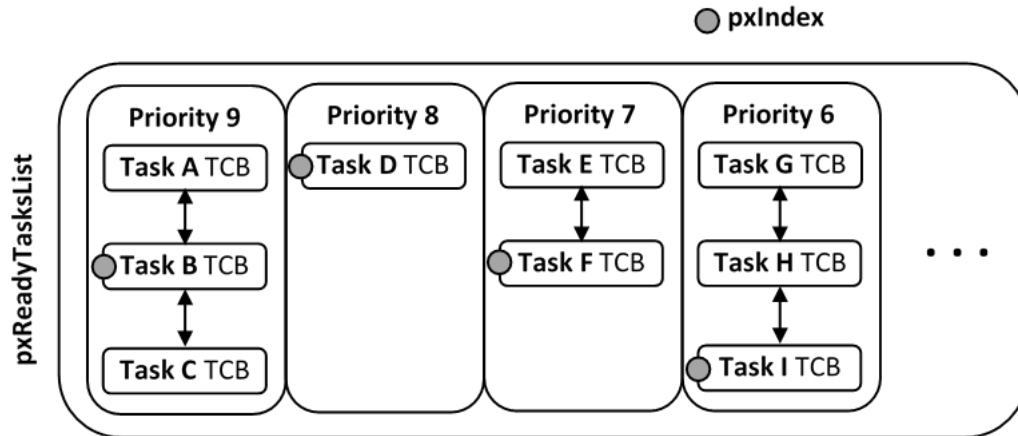 pxIndex
pxReadyTasksList
Priority 9
Task A TCB
Task B TCB
Task C TCB
Priority 8
Task D TCB
Priority 7
Task E TCB
Task F TCB
Priority 6
Task G TCB
Task H TCB
Task I TCB
. . .